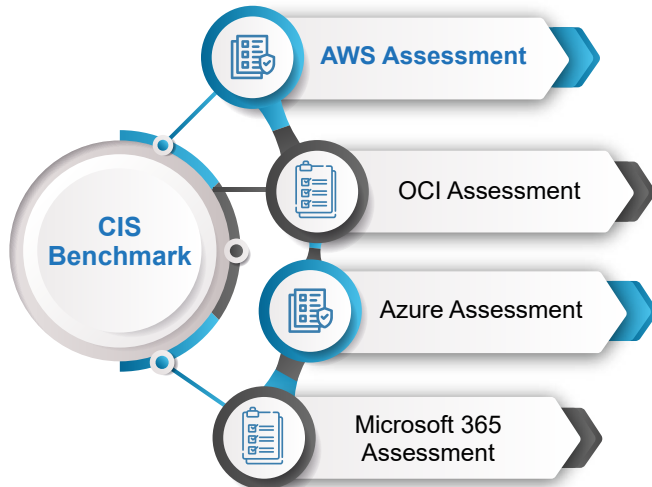 AWS Assessment
OCI Assessment
CIS
Benchmark
Azure Assessment
Microsoft 365
Assessment